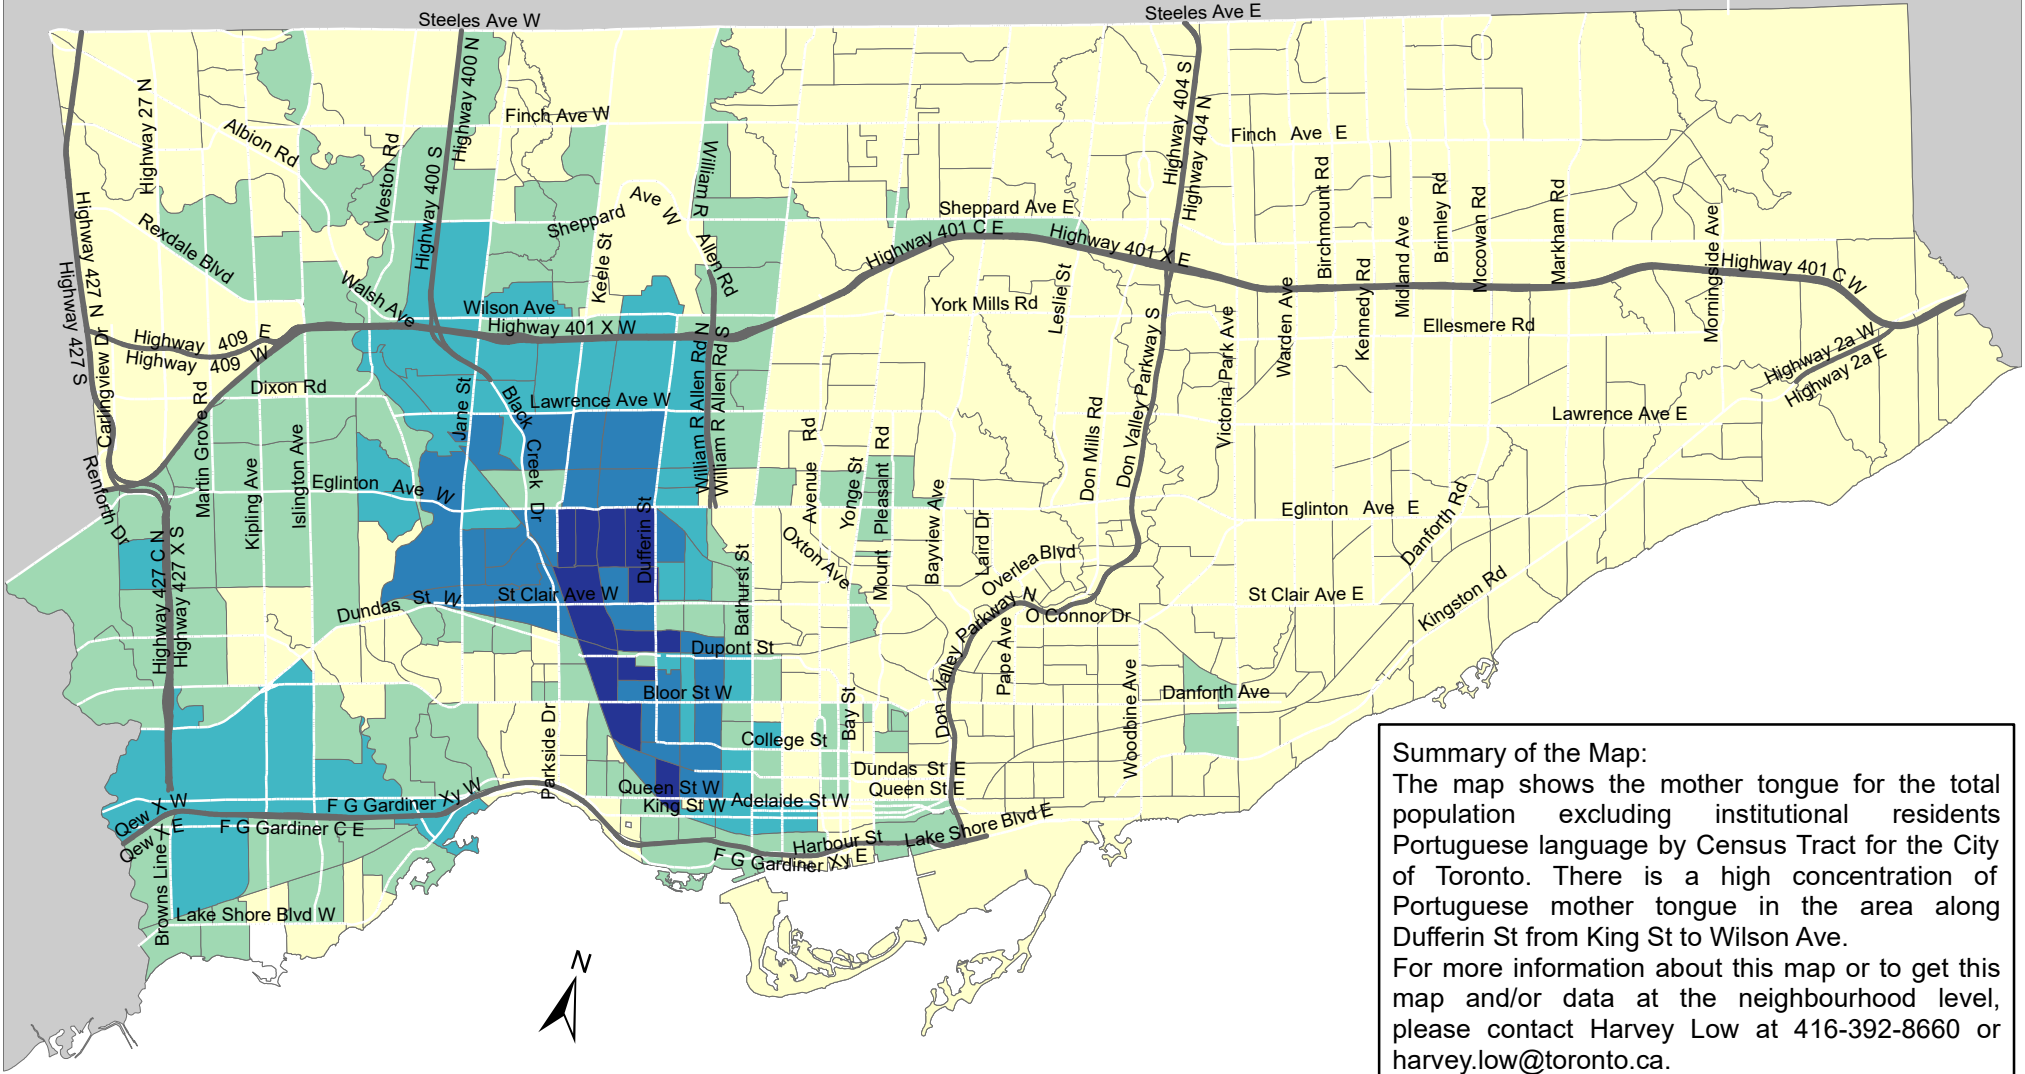 Steeles Ave W
Steeles Ave E
Highway 27 N
Albion Rd
Weston Rd
Highway 400 N
Highway 400 S
Finch Ave W
William R
Allen Rd
Highway 404 S
Highway 404 N
Finch Ave E
Highway 427 N
Highway 427 S
Rexdale Blvd
Walsh Ave
Sheppard Ave W
Keele St
Sheppard Ave E
Highway 401 C E
Highway 401 X E
Leslie St
Birchmount Rd
Kennedy Rd
Midland Ave
Brimley Rd
Mccowan Rd
Markham Rd
Morningside Ave
Highway 401 C W
Wilson Ave
Highway 401 X W
York Mills Rd
Ellesmere Rd
Highway 409 E
Highway 409 W
Carlingview Dr
Dixon Rd
Martin Grove Rd
Kipling Ave
Islington Ave
Jane St
Black Creek Dr
Lawrence Ave W
William R Allen Rd N
William R Allen Rd S
Avenue Rd
Yonge St
Mount Pleasant Rd
Bayview Ave
Laird Dr
Don Mills Rd
Don Valley Parkway S
Victoria Park Ave
Warden Ave
Lawrence Ave E
Highway 2a W
Highway 2a E
Renforth Dr
Eglinton Ave W
Eglinton Ave E
Highway 427 C N
Highway 427 X S
Dufferin St
Bathurst St
Oxton Ave
Overlea Blvd
Danforth Rd
Kingston Rd
Dundas St W
St Clair Ave W
St Clair Ave E
O Connor Dr
Don Valley Parkway N
Pape Ave
Dupont St
Bloor St W
Danforth Ave
Woodbine Ave
Parkside Dr
Bay St
College St
Dundas St E
Queen St E
Queen St W
King St W
Adelaide St W
Qew X W
Qew X E
F G Gardiner Xy W
F G Gardiner C E
Browns Line
Harbour St
Lake Shore Blvd E
F G Gardiner Xy E
Lake Shore Blvd W
N
Summary of the Map:
The map shows the mother tongue for the total
population excluding institutional residents
Portuguese language by Census Tract for the City
of Toronto. There is a high concentration of
Portuguese mother tongue in the area along
Dufferin St from King St to Wilson Ave.
For more information about this map or to get this
map and/or data at the neighbourhood level,
please contact Harvey Low at 416-392-8660 or
harvey.low@toronto.ca.